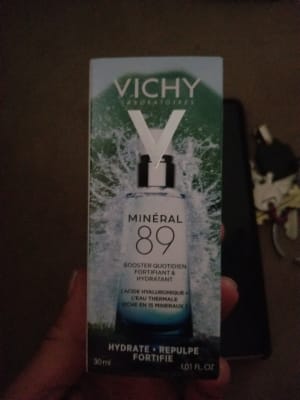 VICHY
LABORATOIRES
V
MINÉRAL
89
BOOSTER QUOTIDIEN
FORTIFIANT &
HYDRATANT
L'ACIDE HYALURONIQUE +
L'EAU THERMALE
RICHE EN 15 MINÉRAUX
HYDRATE • REPULPE
FORTIFIE
30 ml
1.01 FL. OZ